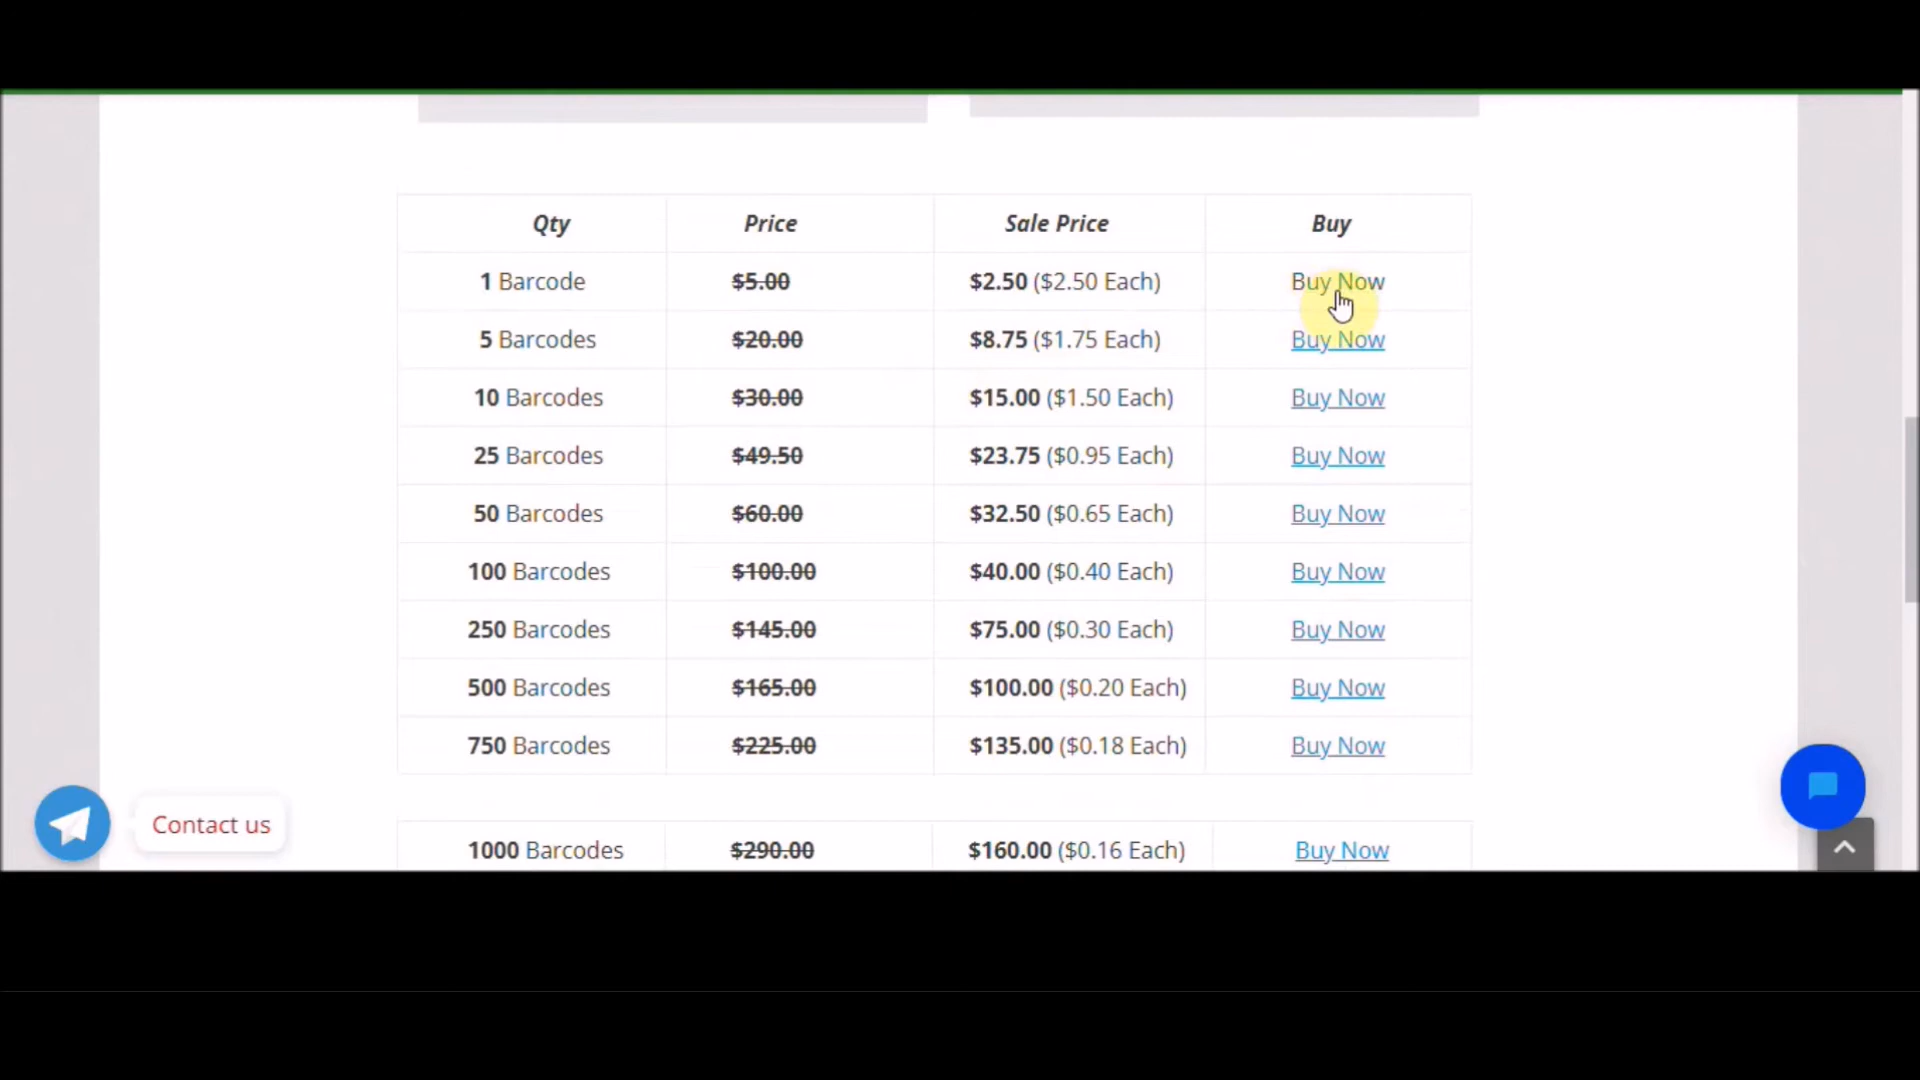 Qty Price Sale Price Buy
1 Barcode $5.00 $2.50 ($2.50 Each) Buy Now
5 Barcodes $20.00 $8.75 ($1.75 Each) Buy Now
10 Barcodes $30.00 $15.00 ($1.50 Each) Buy Now
25 Barcodes $49.50 $23.75 ($0.95 Each) Buy Now
50 Barcodes $60.00 $32.50 ($0.65 Each) Buy Now
100 Barcodes $100.00 $40.00 ($0.40 Each) Buy Now
250 Barcodes $145.00 $75.00 ($0.30 Each) Buy Now
500 Barcodes $165.00 $100.00 ($0.20 Each) Buy Now
750 Barcodes $225.00 $135.00 ($0.18 Each) Buy Now
Contact us
1000 Barcodes $290.00 $160.00 ($0.16 Each) Buy Now